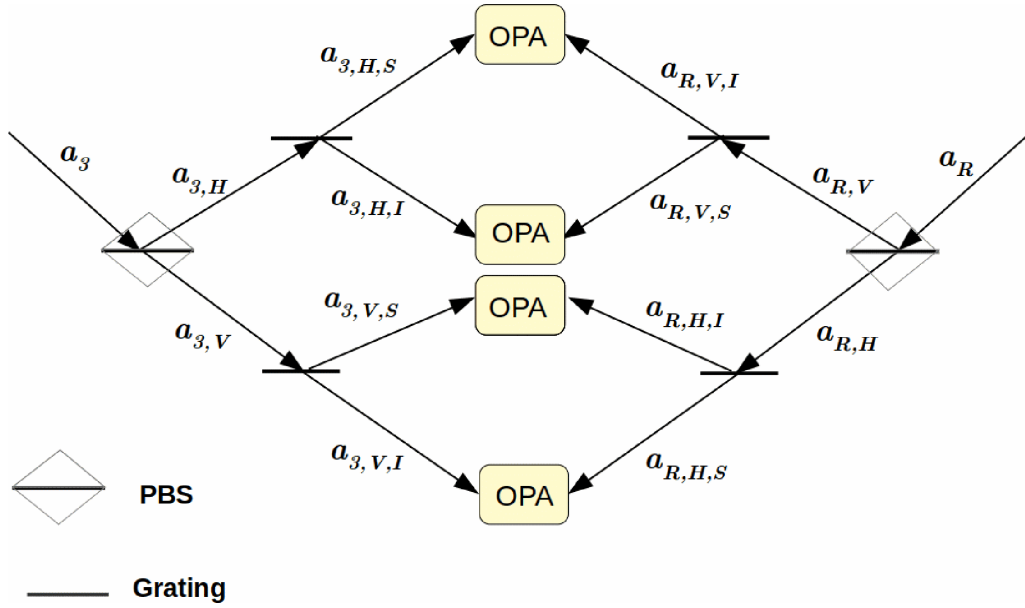 OPA
a3,H,S
aR,V,I
a3
a3,H
aR,V
aR
a3,H,I
aR,V,S
OPA
a3,V
a3,V,S
OPA
aR,H,I
aR,H
a3,V,I
aR,H,S
OPA
PBS
Grating